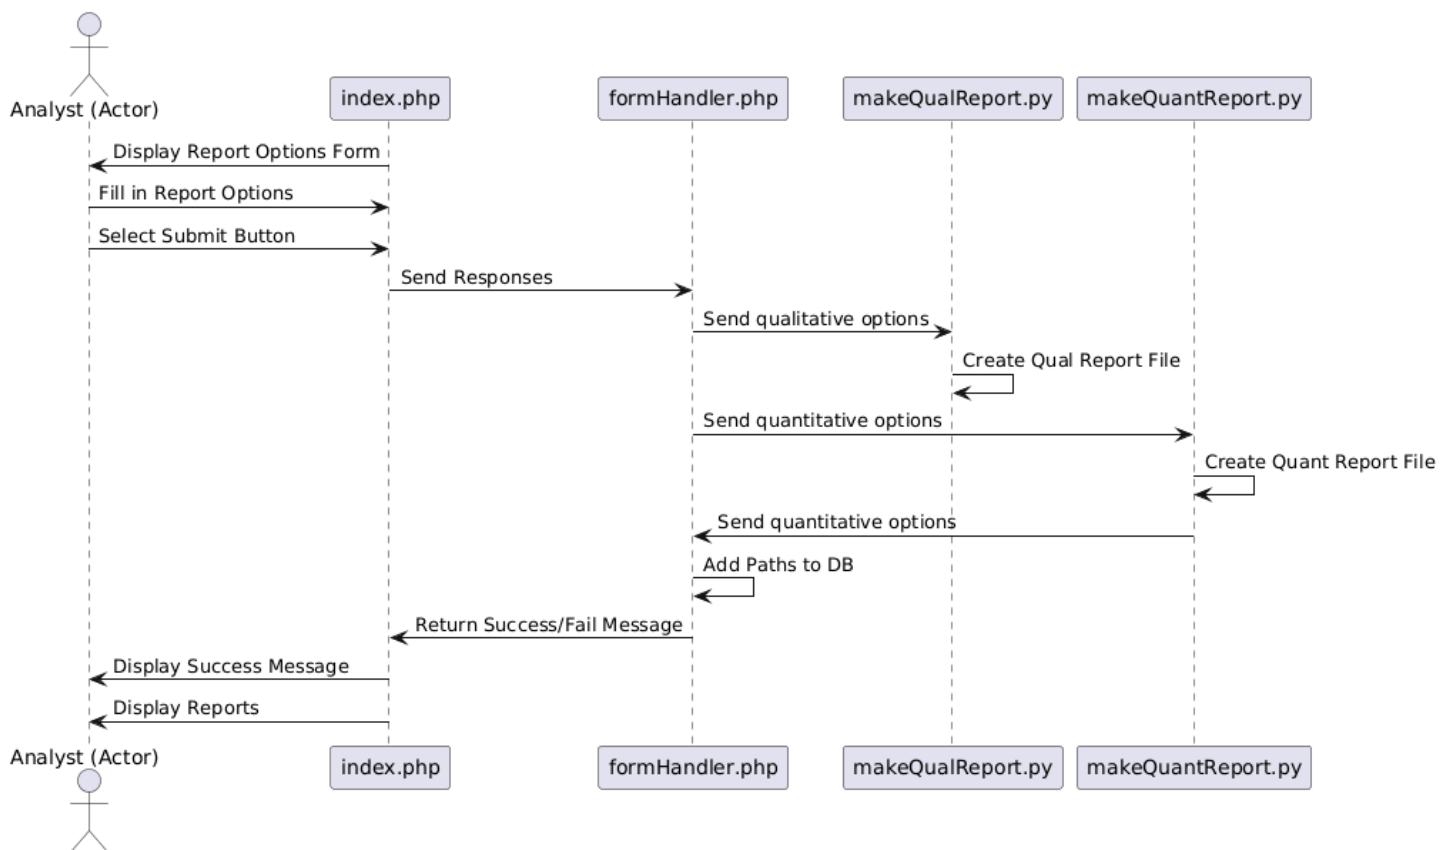 Analyst (Actor)
index.php
formHandler.php
makeQualReport.py
makeQuantReport.py
Display Report Options Form
Fill in Report Options
Select Submit Button
Send Responses
Send qualitative options
Create Qual Report File
Send quantitative options
Create Quant Report File
Send quantitative options
Add Paths to DB
Return Success/Fail Message
Display Success Message
Display Reports
Analyst (Actor)
index.php
formHandler.php
makeQualReport.py
makeQuantReport.py